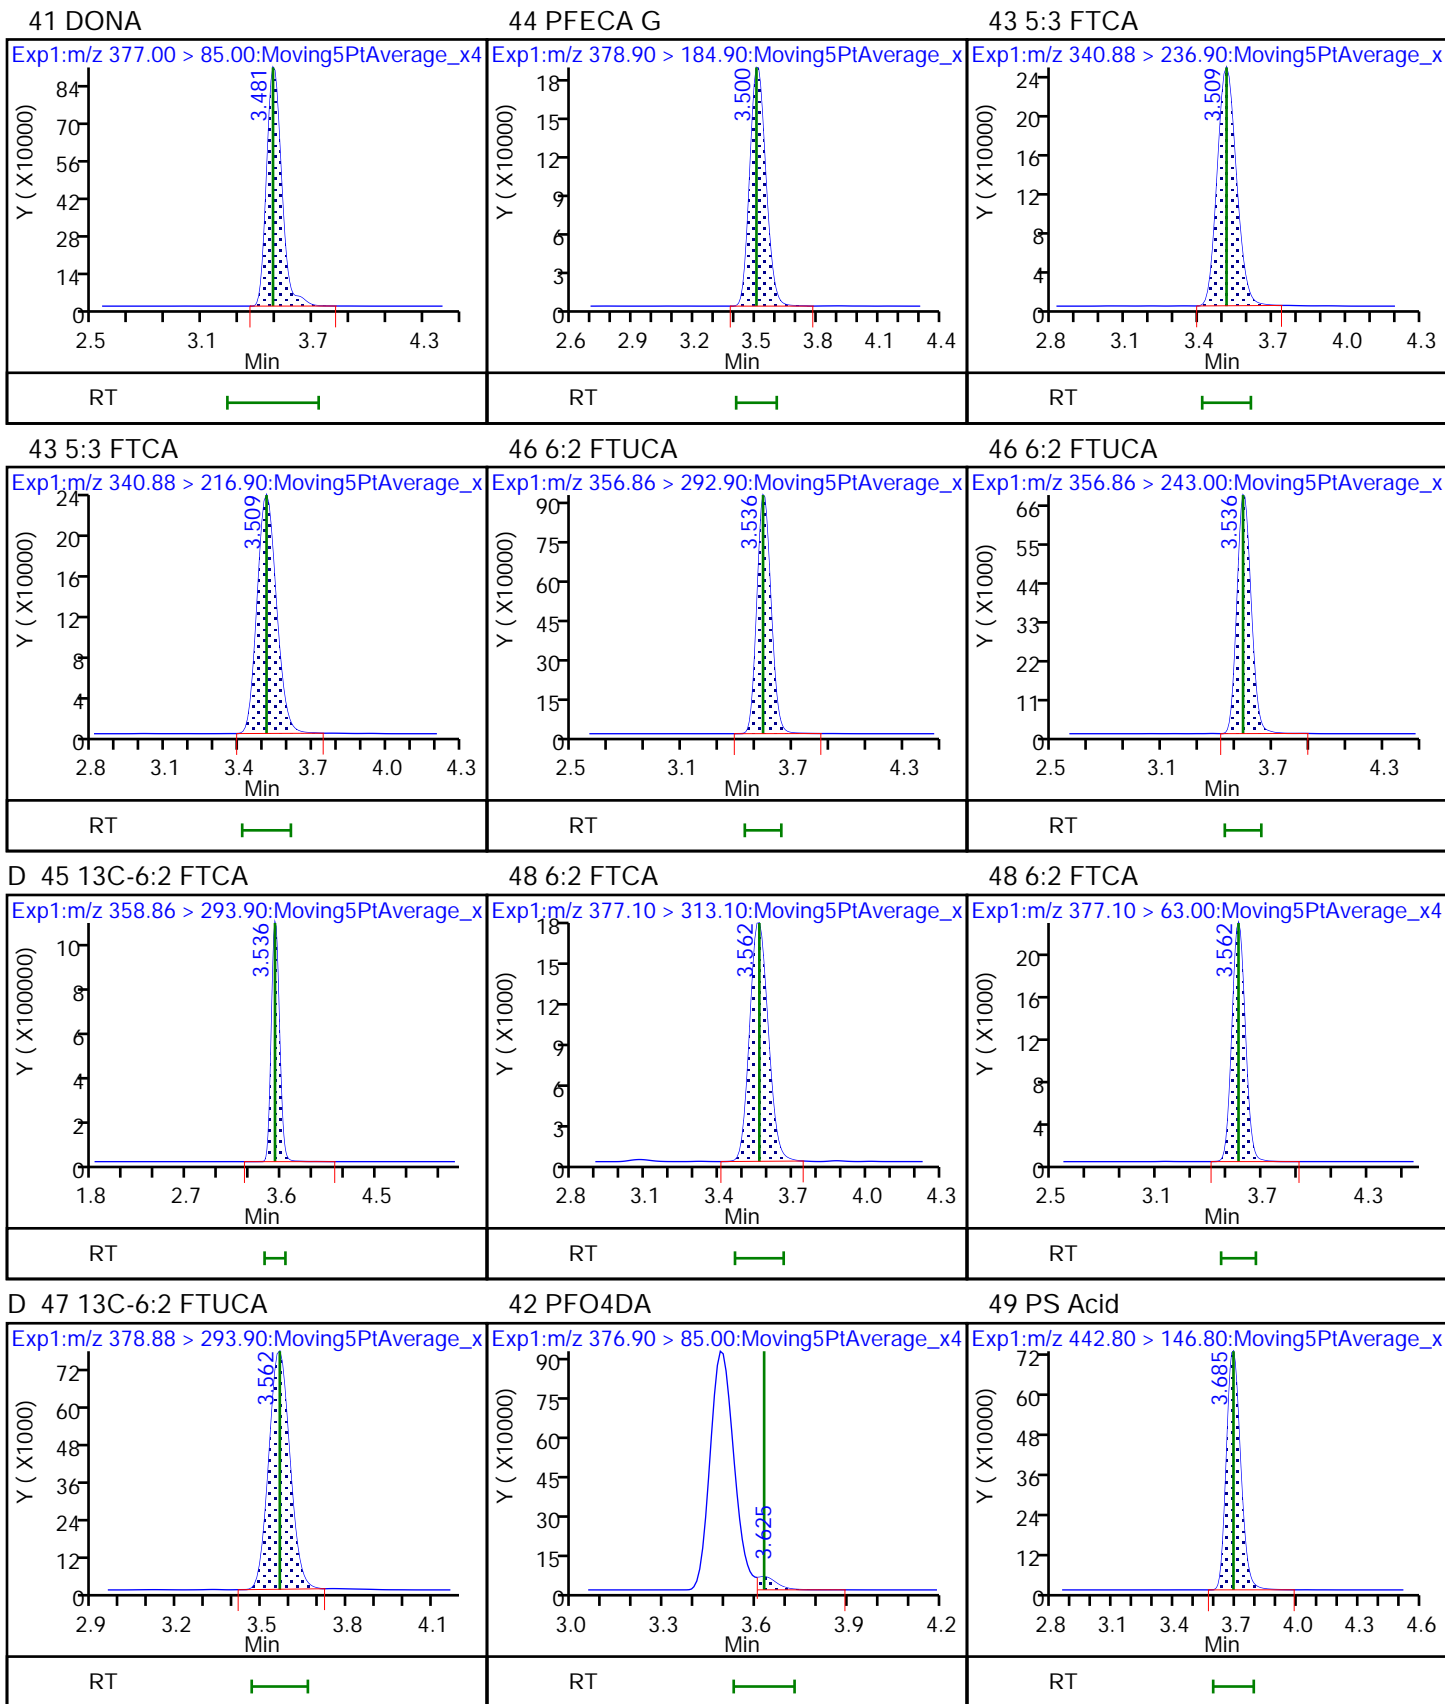 41 DONA
Exp1:m/z 377.00 > 85.00:Moving5PtAverage_x4
Y ( X10000)
84
70
56
42
28
14
0
3.481
2.5 3.1 3.7 4.3
Min
RT
44 PFECA G
Exp1:m/z 378.90 > 184.90:Moving5PtAverage_x
Y ( X10000)
18
15
12
9
6
3
0
3.500
2.6 2.9 3.2 3.5 3.8 4.1 4.4
Min
RT
43 5:3 FTCA
Exp1:m/z 340.88 > 236.90:Moving5PtAverage_x
Y ( X10000)
24
20
16
12
8
4
0
3.509
2.8 3.1 3.4 3.7 4.0 4.3
Min
RT
43 5:3 FTCA
Exp1:m/z 340.88 > 216.90:Moving5PtAverage_x
Y ( X10000)
24
20
16
12
8
4
0
3.509
2.8 3.1 3.4 3.7 4.0 4.3
Min
RT
46 6:2 FTUCA
Exp1:m/z 356.86 > 292.90:Moving5PtAverage_x
Y ( X10000)
90
75
60
45
30
15
0
3.536
2.5 3.1 3.7 4.3
Min
RT
46 6:2 FTUCA
Exp1:m/z 356.86 > 243.00:Moving5PtAverage_x
Y ( X1000)
66
55
44
33
22
11
0
3.536
2.5 3.1 3.7 4.3
Min
RT
D 45 13C-6:2 FTCA
Exp1:m/z 358.86 > 293.90:Moving5PtAverage_x
Y ( X100000)
10
8
6
4
2
0
3.536
1.8 2.7 3.6 4.5
Min
RT
48 6:2 FTCA
Exp1:m/z 377.10 > 313.10:Moving5PtAverage_x
Y ( X1000)
18
15
12
9
6
3
0
3.562
2.8 3.1 3.4 3.7 4.0 4.3
Min
RT
48 6:2 FTCA
Exp1:m/z 377.10 > 63.00:Moving5PtAverage_x4
Y ( X1000)
20
16
12
8
4
0
3.562
2.5 3.1 3.7 4.3
Min
RT
D 47 13C-6:2 FTUCA
Exp1:m/z 378.88 > 293.90:Moving5PtAverage_x
Y ( X10000)
72
60
48
36
24
12
0
3.562
2.9 3.2 3.5 3.8 4.1
Min
RT
42 PFO4DA
Exp1:m/z 376.90 > 85.00:Moving5PtAverage_x4
Y ( X10000)
90
75
60
45
30
15
0
3.625
3.0 3.3 3.6 3.9 4.2
Min
RT
49 PS Acid
Exp1:m/z 442.80 > 146.80:Moving5PtAverage_x
Y ( X10000)
72
60
48
36
24
12
0
3.685
2.8 3.1 3.4 3.7 4.0 4.3 4.6
Min
RT